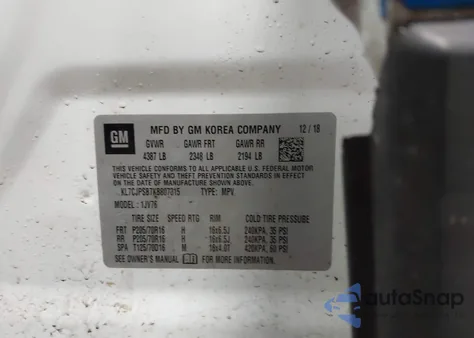 GM
MFD BY GM KOREA COMPANY 12/18
GVWR GAWR FRT GAWR RR
4387 LB 2348 LB 2194 LB
THIS VEHICLE CONFORMS TO ALL APPLICABLE U.S. FEDERAL MOTOR
VEHICLE SAFETY, BUMPER, AND THEFT PREVENTION STANDARDS IN
EFFECT ON THE DATE OF MANUFACTURE SHOWN ABOVE.
TYPE: MPV
MODEL: 1JV76
TIRE SIZE SPEED RTG RIM COLD TIRE PRESSURE
FRT P205/70R16 H 16x6.5J 240KPA, 35 PSI
RR P205/70R16 H 16x6.5J 240KPA, 35 PSI
SPA T125/70D16 M 16x4.0T 420KPA, 60 PSI
SEE OWNER'S MANUAL FOR MORE INFORMATION.
AutoSnap